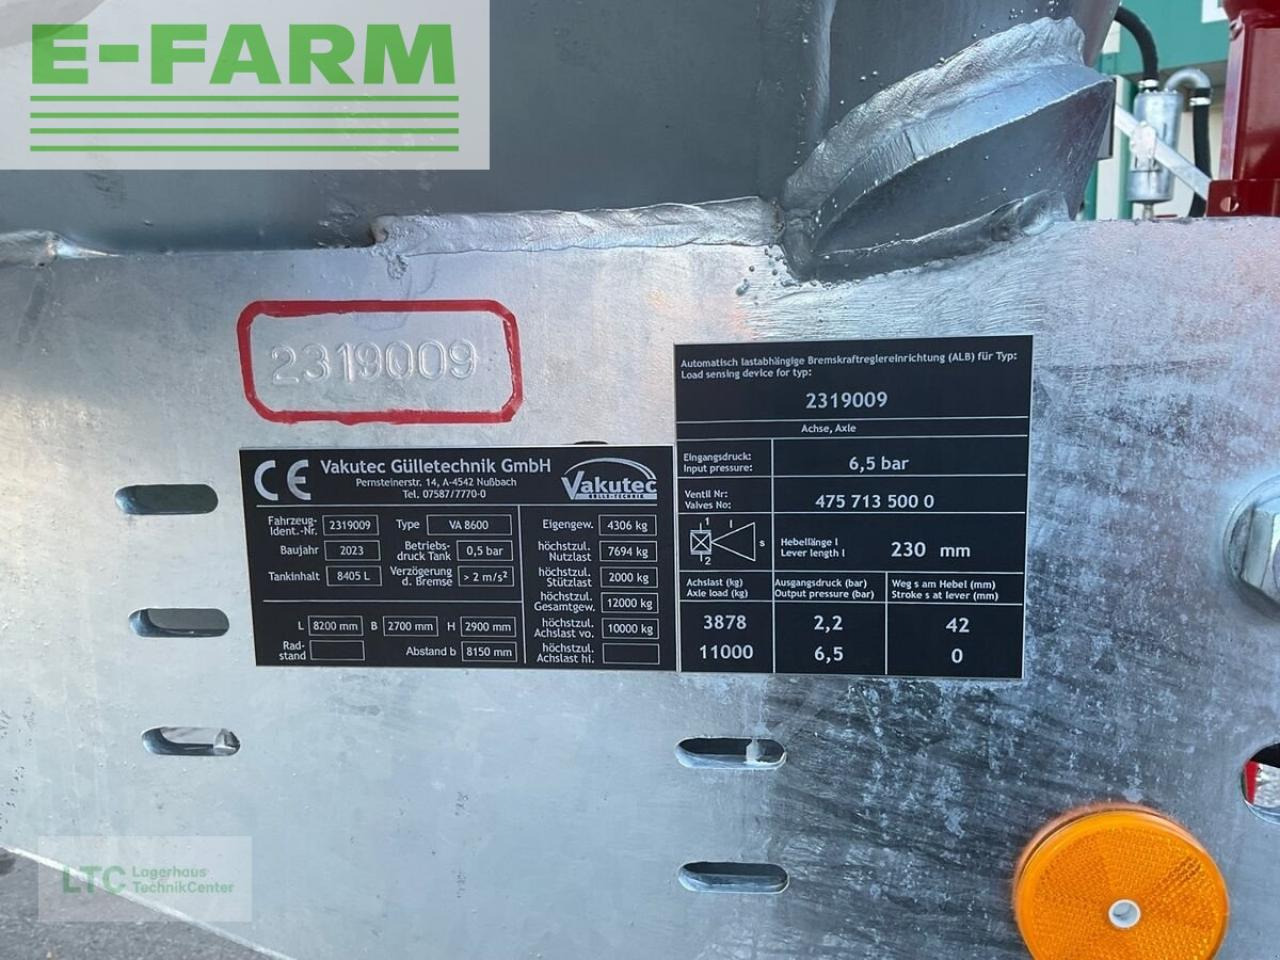 E-FARM
2319009
CE Vakutec Gülletechnik GmbH
Pernsteinerstr. 14, A-4542 Nußbach
Tel. 07587/7770-0
Vakutec
GÜLLE-TECHNIK
Fahrzeug-
Ident.-Nr. 2319009 Type VA 8600
Baujahr 2023 Betriebs-
druck Tank 0,5 bar
Tankinhalt 8405 L Verzögerung
d. Bremse > 2 m/s²
L 8200 mm B 2700 mm H 2900 mm
Rad-
stand Abstand b 8150 mm
Eigengew. 4306 kg
höchstzul.
Nutzlast 7694 kg
höchstzul.
Stützlast 2000 kg
höchstzul.
Gesamtgew. 12000 kg
höchstzul.
Achslast vo. 10000 kg
höchstzul.
Achslast hi.
Automatisch lastabhängige Bremskraftreglereinrichtung (ALB) für Typ:
Load sensing device for typ:
2319009
Achse, Axle
Eingangsdruck:
Input pressure: 6,5 bar
Ventil Nr:
Valves No: 475 713 500 0
1 l s 2
Hebellänge l
Lever length l 230 mm
Achslast (kg) Ausgangsdruck (bar) Weg s am Hebel (mm)
Axle load (kg) Output pressure (bar) Stroke s at lever (mm)
3878 2,2 42
11000 6,5 0
LTC Lagerhaus
TechnikCenter